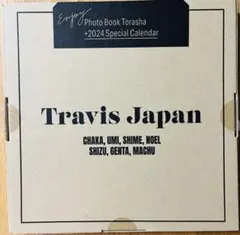 Enjoy
Photo Book Torasha
+2024 Special Calendar
Travis Japan
CHAKA, UMI, SHIME, NOEL
SHIZU, GENTA, MACHU